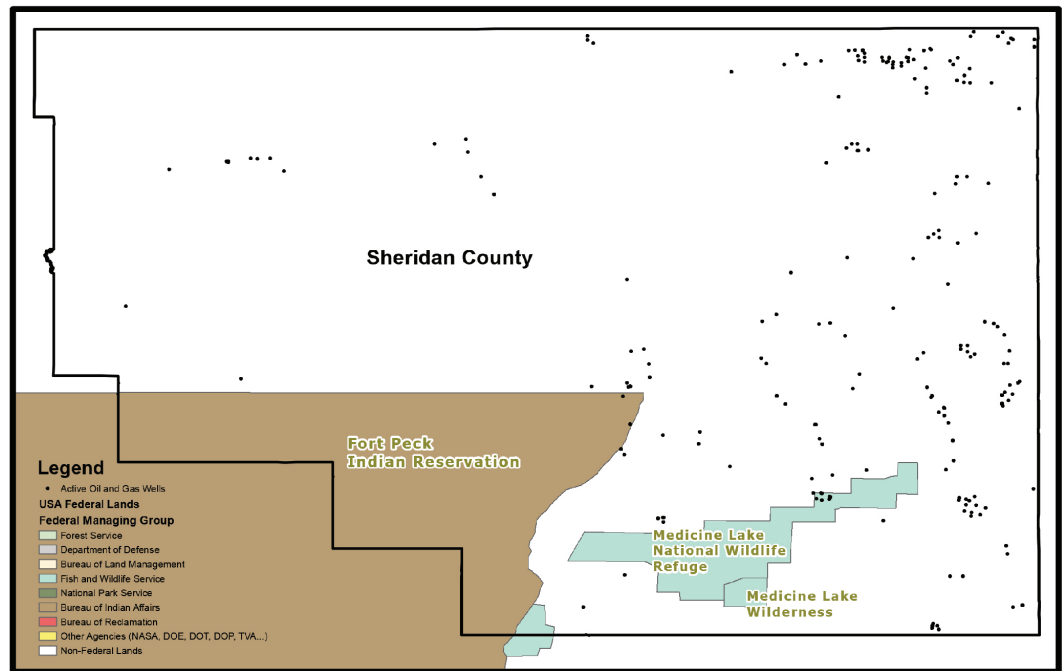 Sheridan County
Fort Peck
Indian Reservation
Legend
Active Oil and Gas Wells
USA Federal Lands
Federal Managing Group
Forest Service
Department of Defense
Bureau of Land Management
Fish and Wildlife Service
National Park Service
Bureau of Indian Affairs
Bureau of Reclamation
Other Agencies (NASA, DOE, DOT, DOP, TVA...)
Non-Federal Lands
Medicine Lake
National Wildlife
Refuge
Medicine Lake
Wilderness